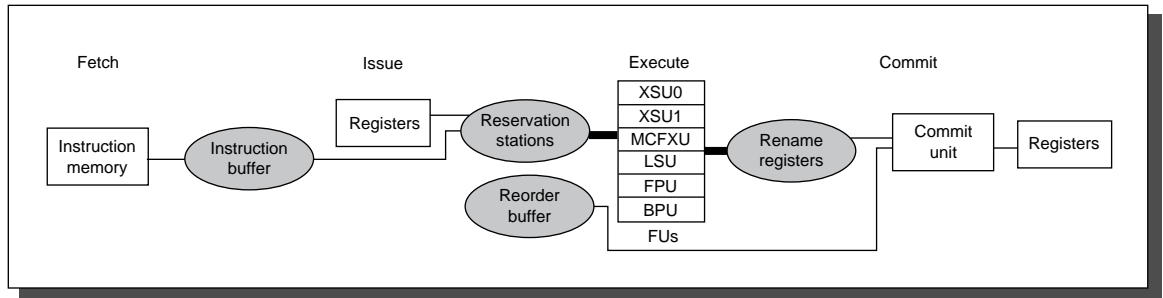 Fetch
Issue
Execute
Commit
Instruction
memory
Instruction
buffer
Registers
Reservation
stations
Reorder
buffer
XSU0
XSU1
MCFXU
LSU
FPU
BPU
FUs
Rename
registers
Commit
unit
Registers